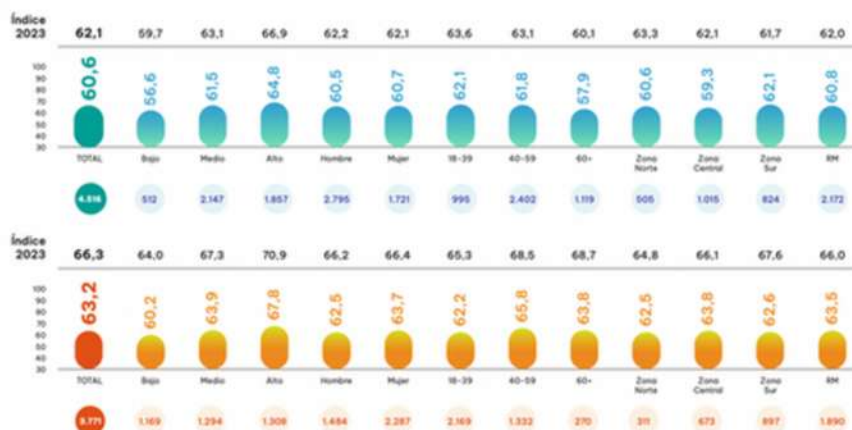 Índice
2023 62,1 59,7 63,1 66,9 62,2 62,1 63,6 63,1 60,1 63,3 62,1 61,7 62,0
60,6 56,6 61,5 64,8 60,5 60,7 62,1 61,8 57,9 60,6 59,3 62,1 60,8
100
90
80
70
60
50
40
30
TOTAL Bajo Medio Alto Hombre Mujer 18-39 40-59 60+ Zona Norte Zona Central Zona Sur RM
4.516 512 2.147 1.857 2.795 1.721 995 2.402 1.119 505 1.015 824 2.172
Índice
2023 66,3 64,0 67,3 70,9 66,2 66,4 65,3 68,5 68,7 64,8 66,1 67,6 66,0
63,2 60,2 63,9 67,8 62,5 63,7 62,2 65,8 63,8 62,5 63,8 62,6 63,5
100
90
80
70
60
50
40
30
TOTAL Bajo Medio Alto Hombre Mujer 18-39 40-59 60+ Zona Norte Zona Central Zona Sur RM
3.771 1.169 1.294 1.308 1.484 2.287 2.169 1.332 270 311 673 897 1.890